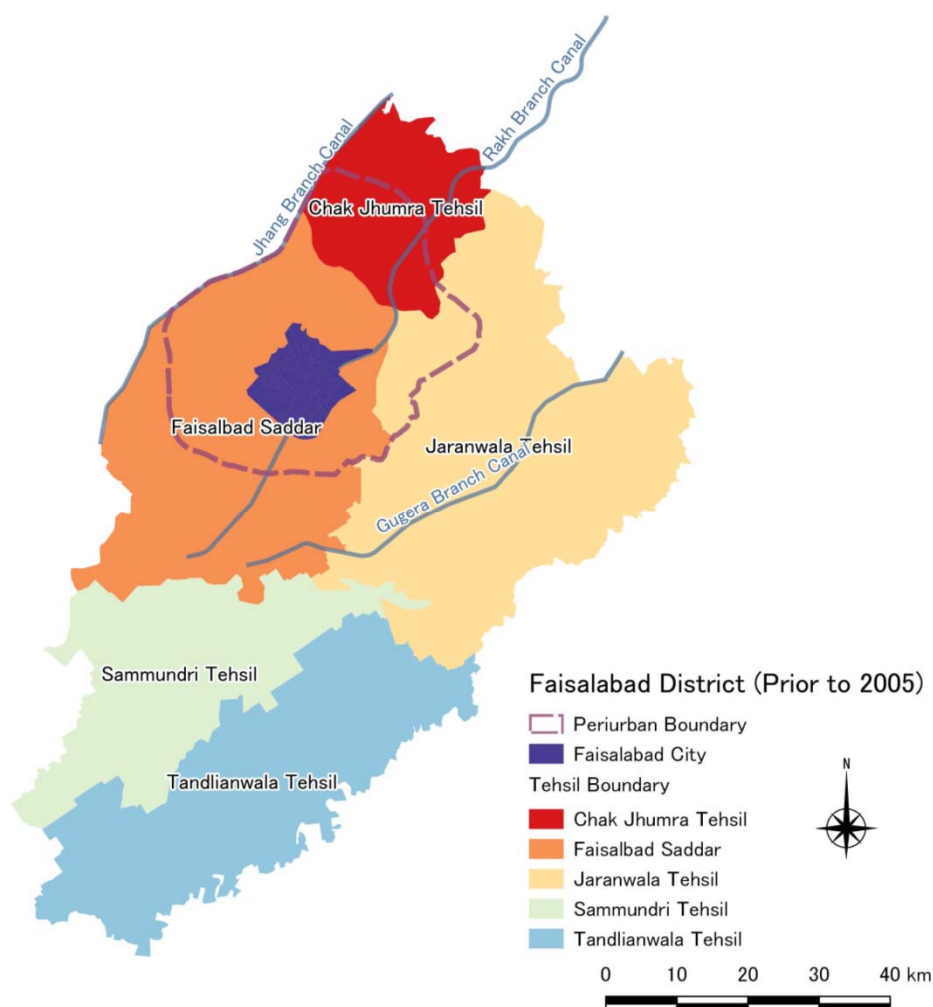 Rakh Branch Canal
Jhang Branch Canal
Chak Jhumra Tehsil
Faisalbad Saddar
Jaranwala Tehsil
Gugera Branch Canal
Sammundri Tehsil
Tandlianwala Tehsil
Faisalabad District (Prior to 2005)
Periurban Boundary
Faisalabad City
Tehsil Boundary
Chak Jhumra Tehsil
Faisalbad Saddar
Jaranwala Tehsil
Sammundri Tehsil
Tandlianwala Tehsil
N
0 10 20 30 40 km